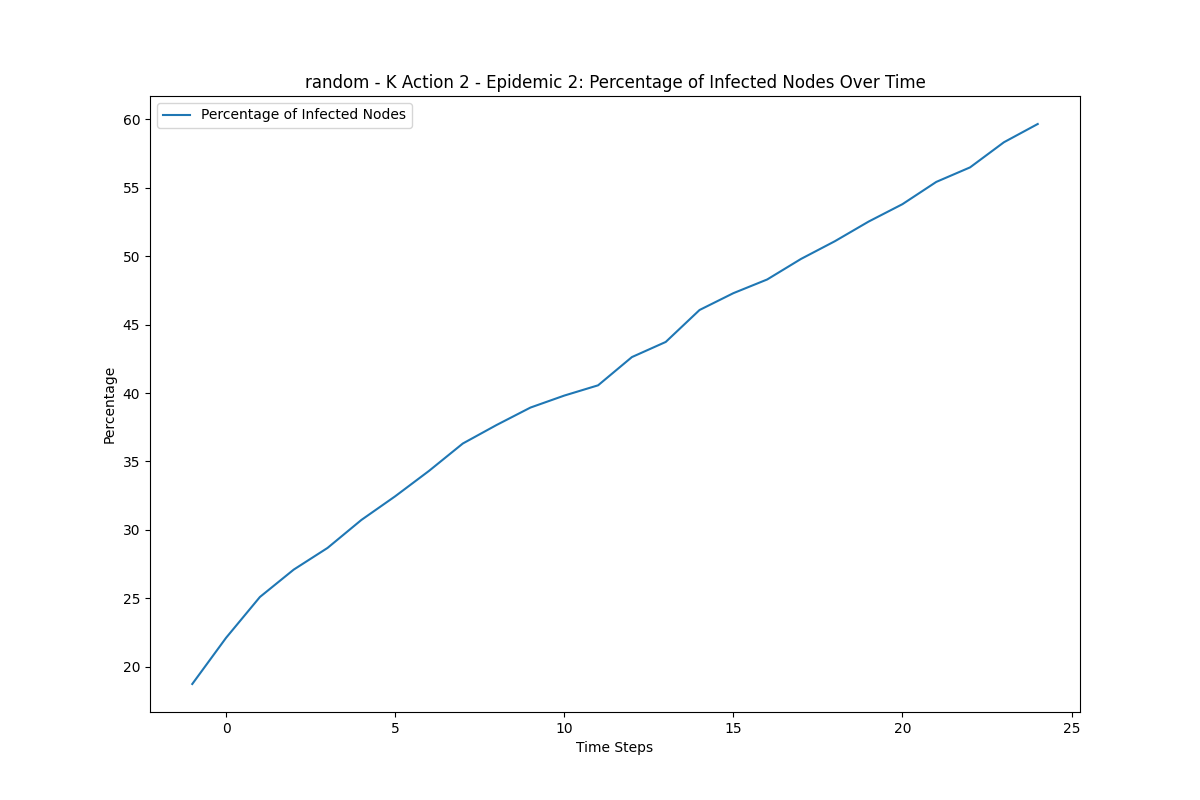 random - K Action 2 - Epidemic 2: Percentage of Infected Nodes Over Time
Percentage of Infected Nodes
60
55
50
45
40
35
30
25
20
Percentage
0 5 10 15 20 25
Time Steps